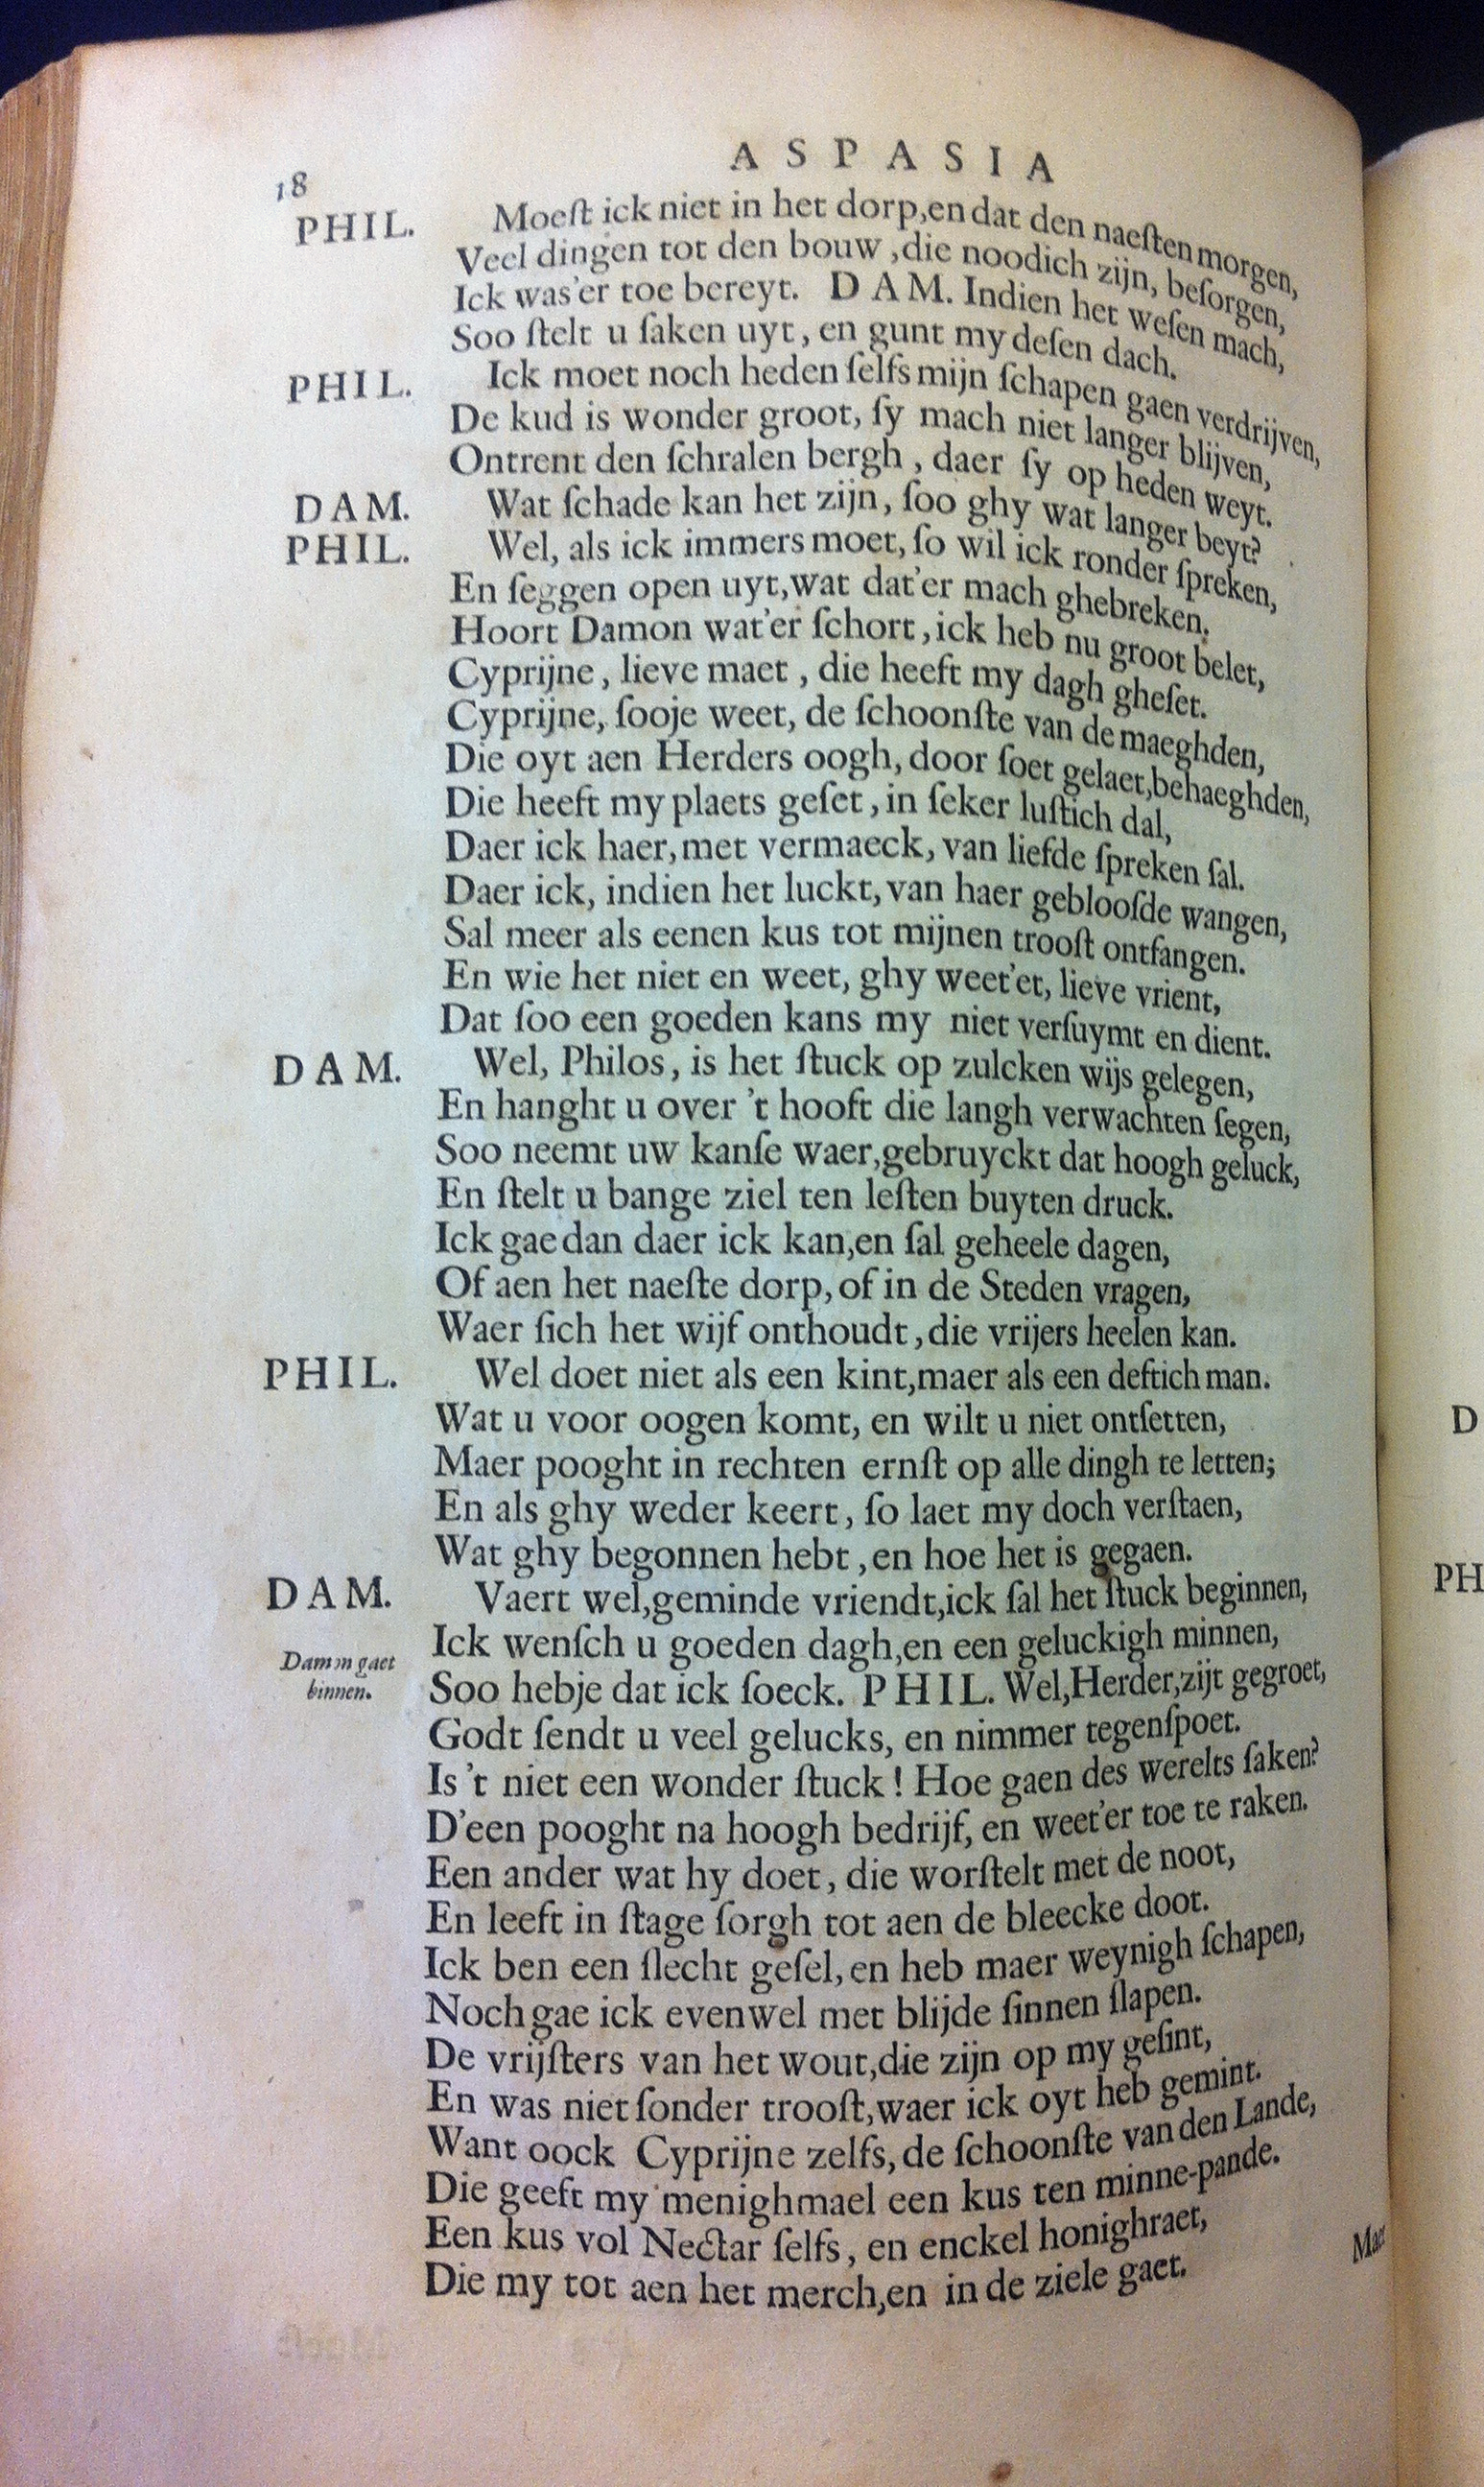 ASPASIA
18
PHIL. Moeſt ick niet in het dorp, en dat den naeſten morgen,
Veel dingen tot den bouw, die noodich zijn, beſorgen,
Ick was'er toe bereyt. DAM. Indien het weſen mach,
Soo ſtelt u ſaken uyt, en gunt my deſen dach.
PHIL. Ick moet noch heden ſelfs mijn ſchapen gaen verdrijven,
De kud is wonder groot, ſy mach niet langer blijven,
Ontrent den ſchralen bergh, daer ſy op heden weyt.
DAM. Wat ſchade kan het zijn, ſoo ghy wat langer beyt?
PHIL. Wel, als ick immers moet, ſo wil ick ronder ſpreken,
En ſeggen open uyt, wat dat'er mach ghebreken.
Hoort Damon wat'er ſchort, ick heb nu groot belet,
Cyprijne, lieve maet, die heeft my dagh gheſet.
Cyprijne, ſooje weet, de ſchoonſte van de maeghden,
Die oyt aen Herders oogh, door ſoet gelaet, behaeghden,
Die heeft my plaets geſet, in ſeker luſtich dal,
Daer ick haer, met vermaeck, van liefde ſpreken ſal.
Daer ick, indien het luckt, van haer geblooſde wangen,
Sal meer als eenen kus tot mijnen trooſt ontfangen.
En wie het niet en weet, ghy weet'et, lieve vrient,
Dat ſoo een goeden kans my niet verſuymt en dient.
DAM. Wel, Philos, is het ſtuck op zulcken wijs gelegen,
En hanght u over 't hooft die langh verwachten ſegen,
Soo neemt uw kanſe waer, gebruyckt dat hoogh geluck,
En ſtelt u bange ziel ten leſten buyten druck.
Ick gae dan daer ick kan, en ſal geheele dagen,
Of aen het naeſte dorp, of in de Steden vragen,
Waer ſich het wijf onthoudt, die vrijers heelen kan.
PHIL. Wel doet niet als een kint, maer als een deftich man.
Wat u voor oogen komt, en wilt u niet ontſetten,
Maer pooght in rechten ernſt op alle dingh te letten;
En als ghy weder keert, ſo laet my doch verſtaen,
Wat ghy begonnen hebt, en hoe het is gegaen.
DAM. Vaert wel, geminde vriendt, ick ſal het ſtuck beginnen,
Ick wenſch u goeden dagh, en een geluckigh minnen,
Damon gaet
binnen.
Soo hebje dat ick ſoeck. PHIL. Wel, Herder, zijt gegroet,
Godt ſendt u veel gelucks, en nimmer tegenſpoet.
Is 't niet een wonder ſtuck! Hoe gaen des werelts ſaken?
D'een pooght na hoogh bedrijf, en weet'er toe te raken.
Een ander wat hy doet, die worſtelt met de noot,
En leeft in ſtage ſorgh tot aen de bleecke doot.
Ick ben een ſlecht geſel, en heb maer weynigh ſchapen,
Noch gae ick evenwel met blijde ſinnen ſlapen.
De vrijſters van het wout, die zijn op my geſint,
En was niet ſonder trooſt, waer ick oyt heb gemint.
Want oock Cyprijne zelfs, de ſchoonſte van den Lande,
Die geeft my menighmael een kus ten minne-pande.
Een kus vol Nectar ſelfs, en enckel honighraet,
Die my tot aen het merch, en in de ziele gaet.
Maer
D
PH